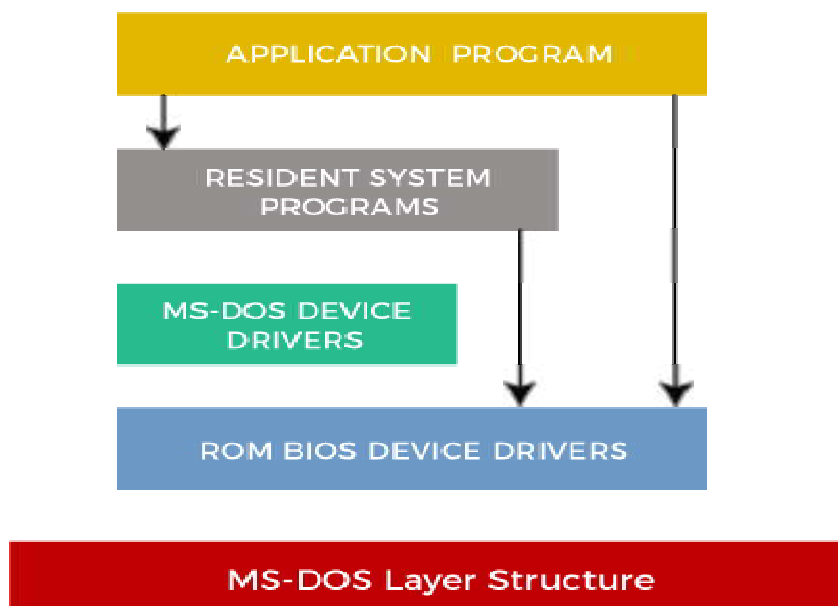 APPLICATION PROGRAM
RESIDENT SYSTEM
PROGRAMS
MS-DOS DEVICE
DRIVERS
ROM BIOS DEVICE DRIVERS
MS-DOS Layer Structure